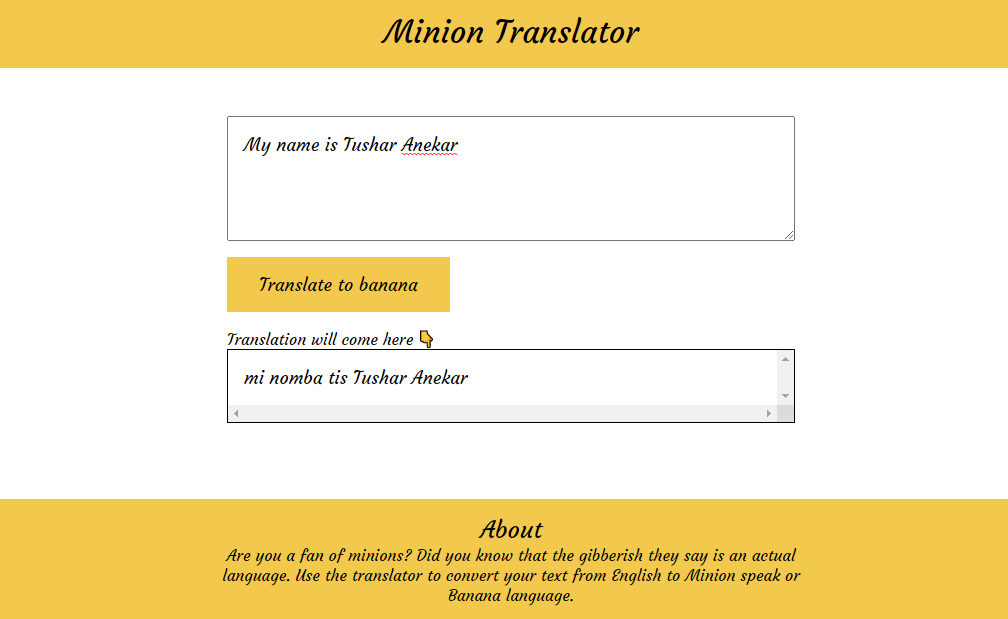 Minion Translator
My name is Tushar Anekar
Translate to banana
Translation will come here 👇
mi nomba tis Tushar Anekar
About
Are you a fan of minions? Did you know that the gibberish they say is an actual
language. Use the translator to convert your text from English to Minion speak or
Banana language.